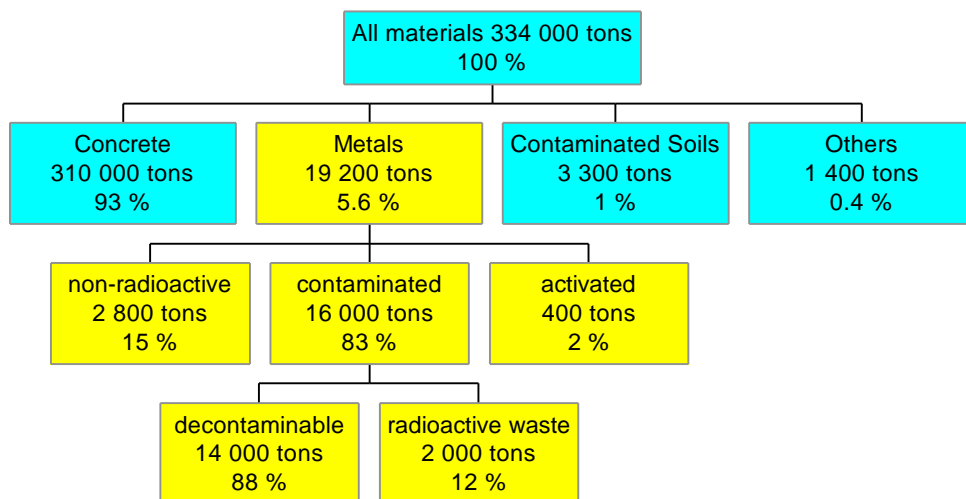 All materials 334 000 tons
100 %
Concrete
310 000 tons
93 %
Metals
19 200 tons
5.6 %
Contaminated Soils
3 300 tons
1 %
Others
1 400 tons
0.4 %
non-radioactive
2 800 tons
15 %
contaminated
16 000 tons
83 %
activated
400 tons
2 %
decontaminable
14 000 tons
88 %
radioactive waste
2 000 tons
12 %